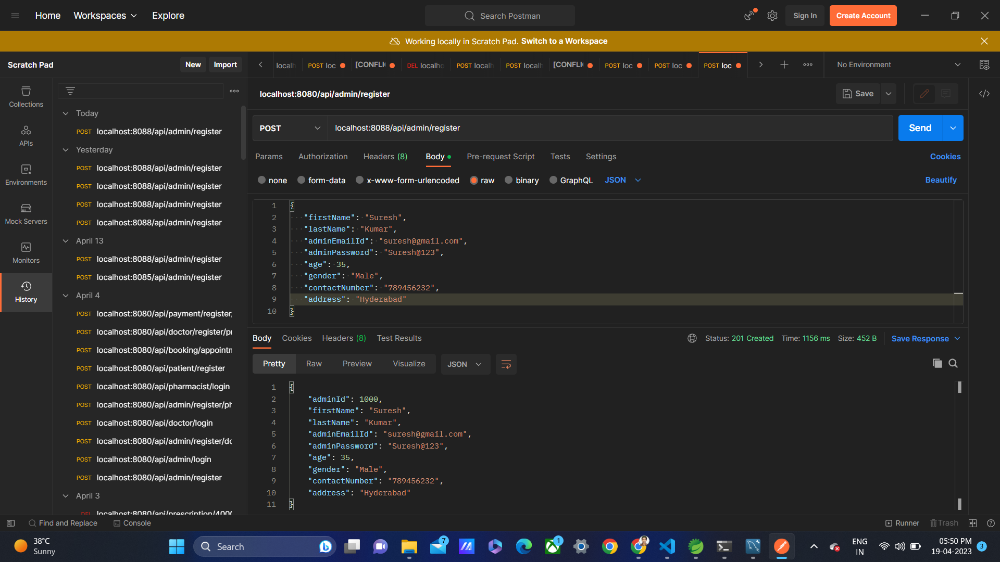 Home Workspaces Explore Search Postman Sign In Create Account
Working locally in Scratch Pad. Switch to a Workspace
Scratch Pad New Import
POST loc [CONFLI DEL localho POST localh POST localh [CONFLI POST loc POST loc POST loc No Environment
Collections
APIs
Environments
Mock Servers
Monitors
History
Today
POST localhost:8088/api/admin/register
Yesterday
POST localhost:8088/api/admin/register
POST localhost:8088/api/admin/register
POST localhost:8088/api/admin/register
POST localhost:8088/api/admin/register
April 13
POST localhost:8088/api/admin/register
POST localhost:8085/api/admin/register
April 4
POST localhost:8080/api/payment/register
POST localhost:8080/api/doctor/register/p
POST localhost:8080/api/booking/appoint
POST localhost:8080/api/patient/register
POST localhost:8080/api/pharmacist/login
POST localhost:8080/api/admin/register/ph
POST localhost:8080/api/doctor/login
POST localhost:8080/api/admin/register/do
POST localhost:8080/api/admin/login
POST localhost:8080/api/admin/register
April 3
DEL localhost:8080/api/prescription/400
localhost:8080/api/admin/register Save
POST localhost:8088/api/admin/register Send
Params Authorization Headers (8) Body Pre-request Script Tests Settings Cookies
none form-data x-www-form-urlencoded raw binary GraphQL JSON Beautify
1 {
2 "firstName": "Suresh",
3 "lastName": "Kumar",
4 "adminEmailId": "suresh@gmail.com",
5 "adminPassword": "Suresh@123",
6 "age": 35,
7 "gender": "Male",
8 "contactNumber": "789456232",
9 "address": "Hyderabad"
10 }
Body Cookies Headers (8) Test Results Status: 201 Created Time: 1156 ms Size: 452 B Save Response
Pretty Raw Preview Visualize JSON
1 {
2 "adminId": 1000,
3 "firstName": "Suresh",
4 "lastName": "Kumar",
5 "adminEmailId": "suresh@gmail.com",
6 "adminPassword": "Suresh@123",
7 "age": 35,
8 "gender": "Male",
9 "contactNumber": "789456232",
10 "address": "Hyderabad"
11 }
Find and Replace Console Runner Trash
38°C
Sunny
Search
7
1
ENG
IN
05:50 PM
19-04-2023
3